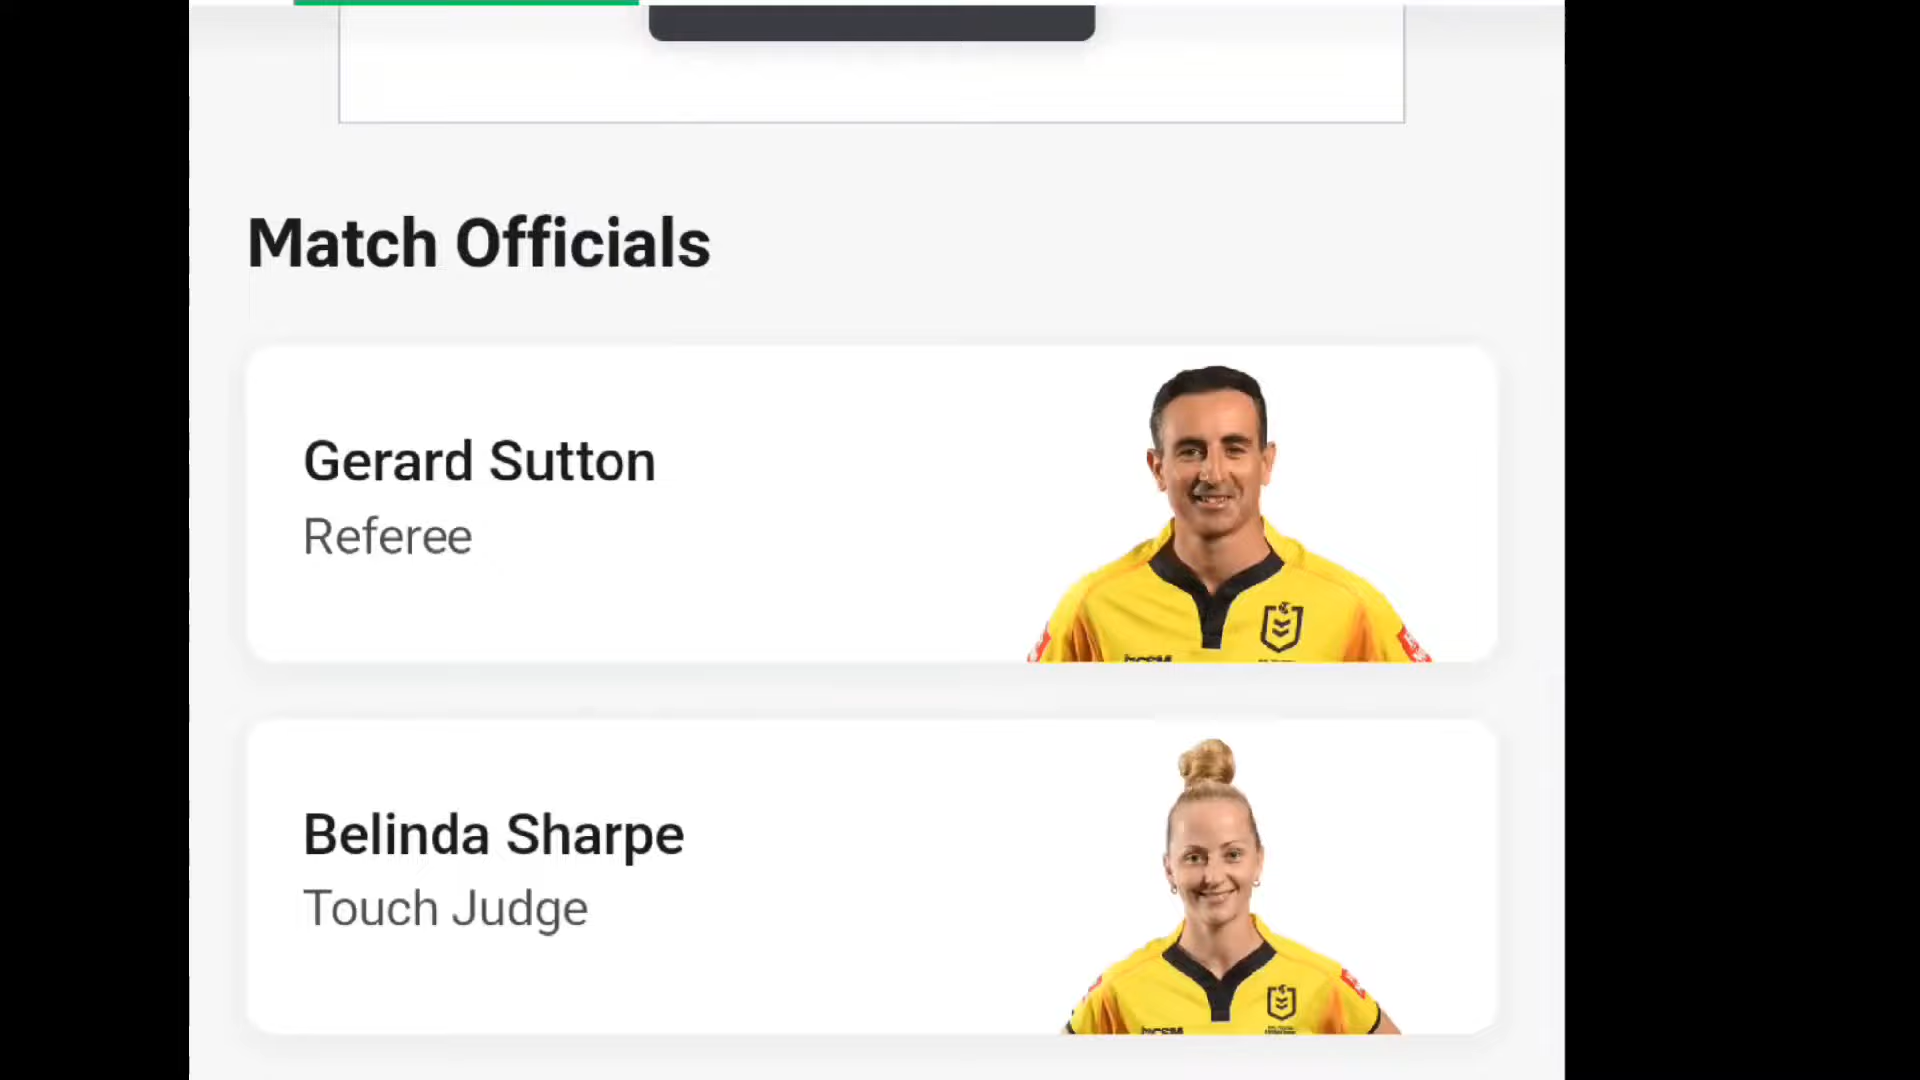 Match Officials
Gerard Sutton
Referee
Belinda Sharpe
Touch Judge